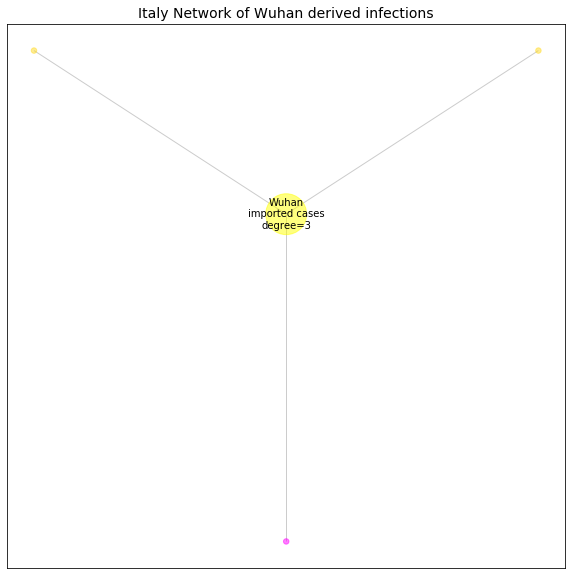 Italy Network of Wuhan derived infections
Wuhan
imported cases
degree=3